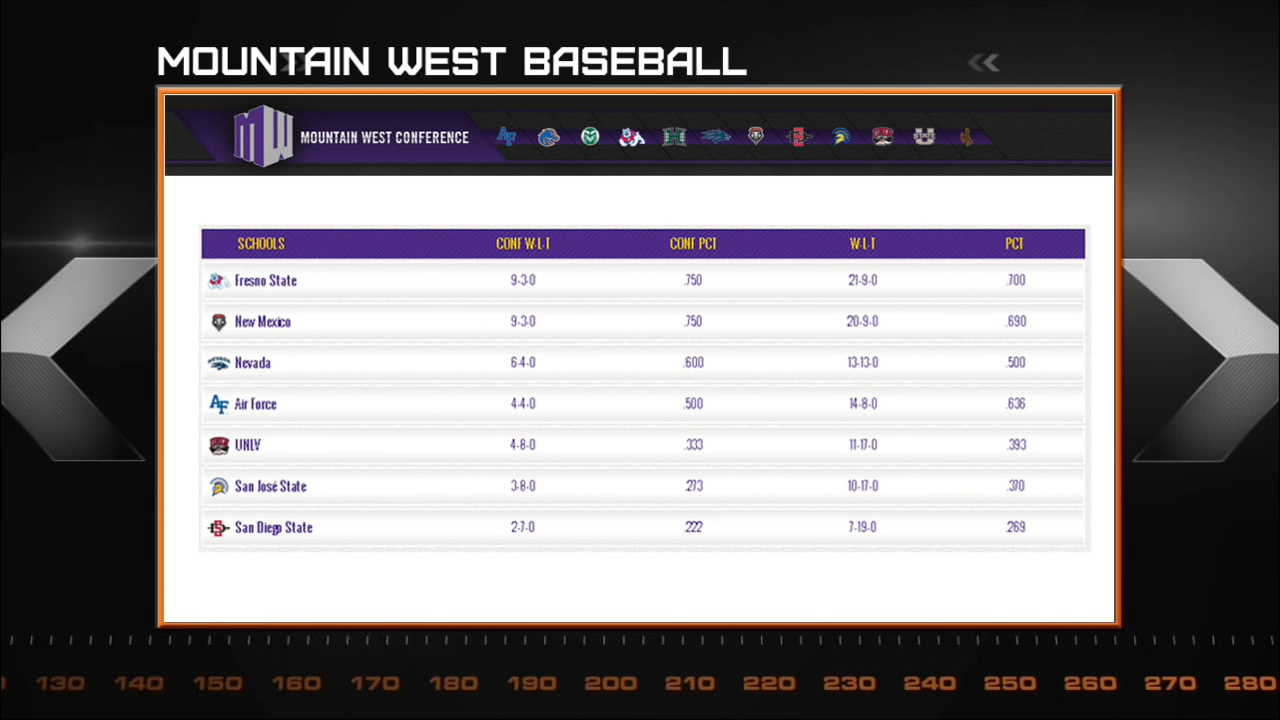 MOUNTAIN WEST BASEBALL
MW MOUNTAIN WEST CONFERENCE
SCHOOLS CONF W-L-T CONF PCT W-L-T PCT
Fresno State 9-3-0 .750 21-9-0 .700
New Mexico 9-3-0 .750 20-9-0 .690
Nevada 6-4-0 .600 13-13-0 .500
AF Air Force 4-4-0 .500 14-8-0 .636
UNLV 4-8-0 .333 11-17-0 .393
San José State 3-8-0 .273 10-17-0 .370
San Diego State 2-7-0 .222 7-19-0 .269
130 140 150 160 170 180 190 200 210 220 230 240 250 260 270 280